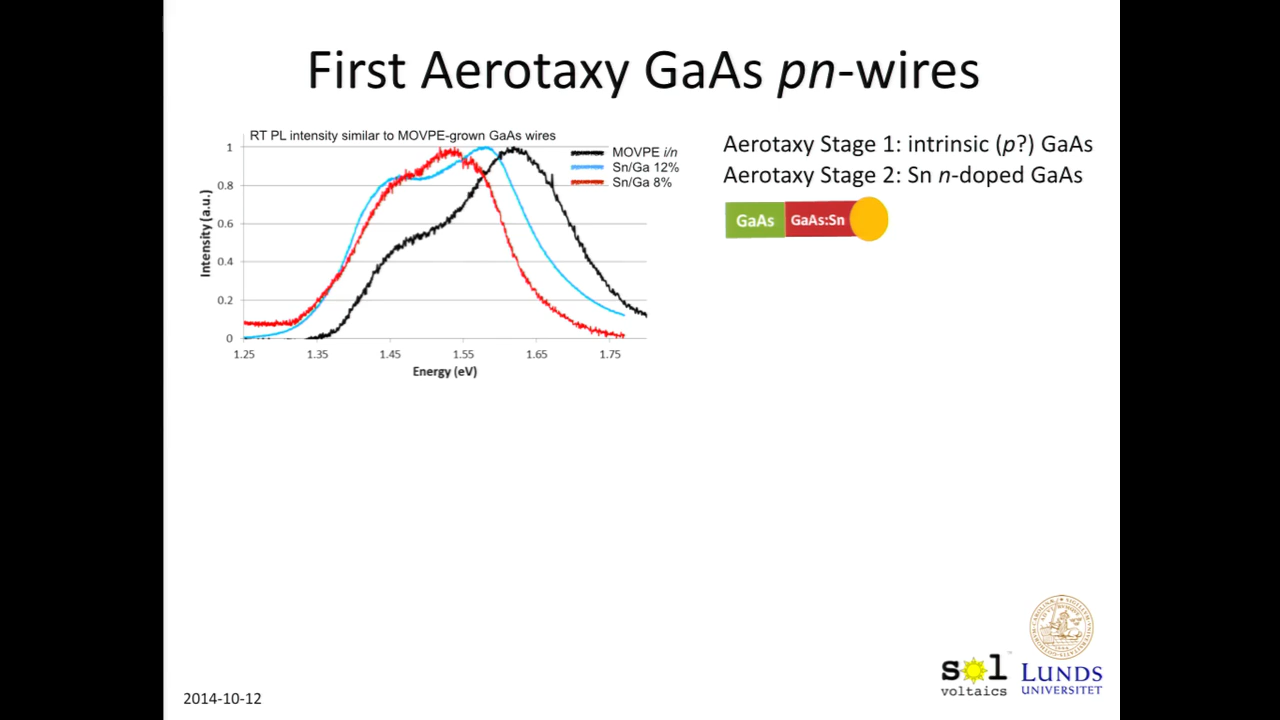 First Aerotaxy GaAs pn-wires
RT PL intensity similar to MOVPE-grown GaAs wires
MOVPE i/n
Sn/Ga 12%
Sn/Ga 8%
1
0.8
0.6
0.4
0.2
0
Intensity (a.u.)
1.25 1.35 1.45 1.55 1.65 1.75
Energy (eV)
Aerotaxy Stage 1: intrinsic (p?) GaAs
Aerotaxy Stage 2: Sn n-doped GaAs
GaAs GaAs:Sn
sol
voltaics
LUNDS
UNIVERSITET
2014-10-12